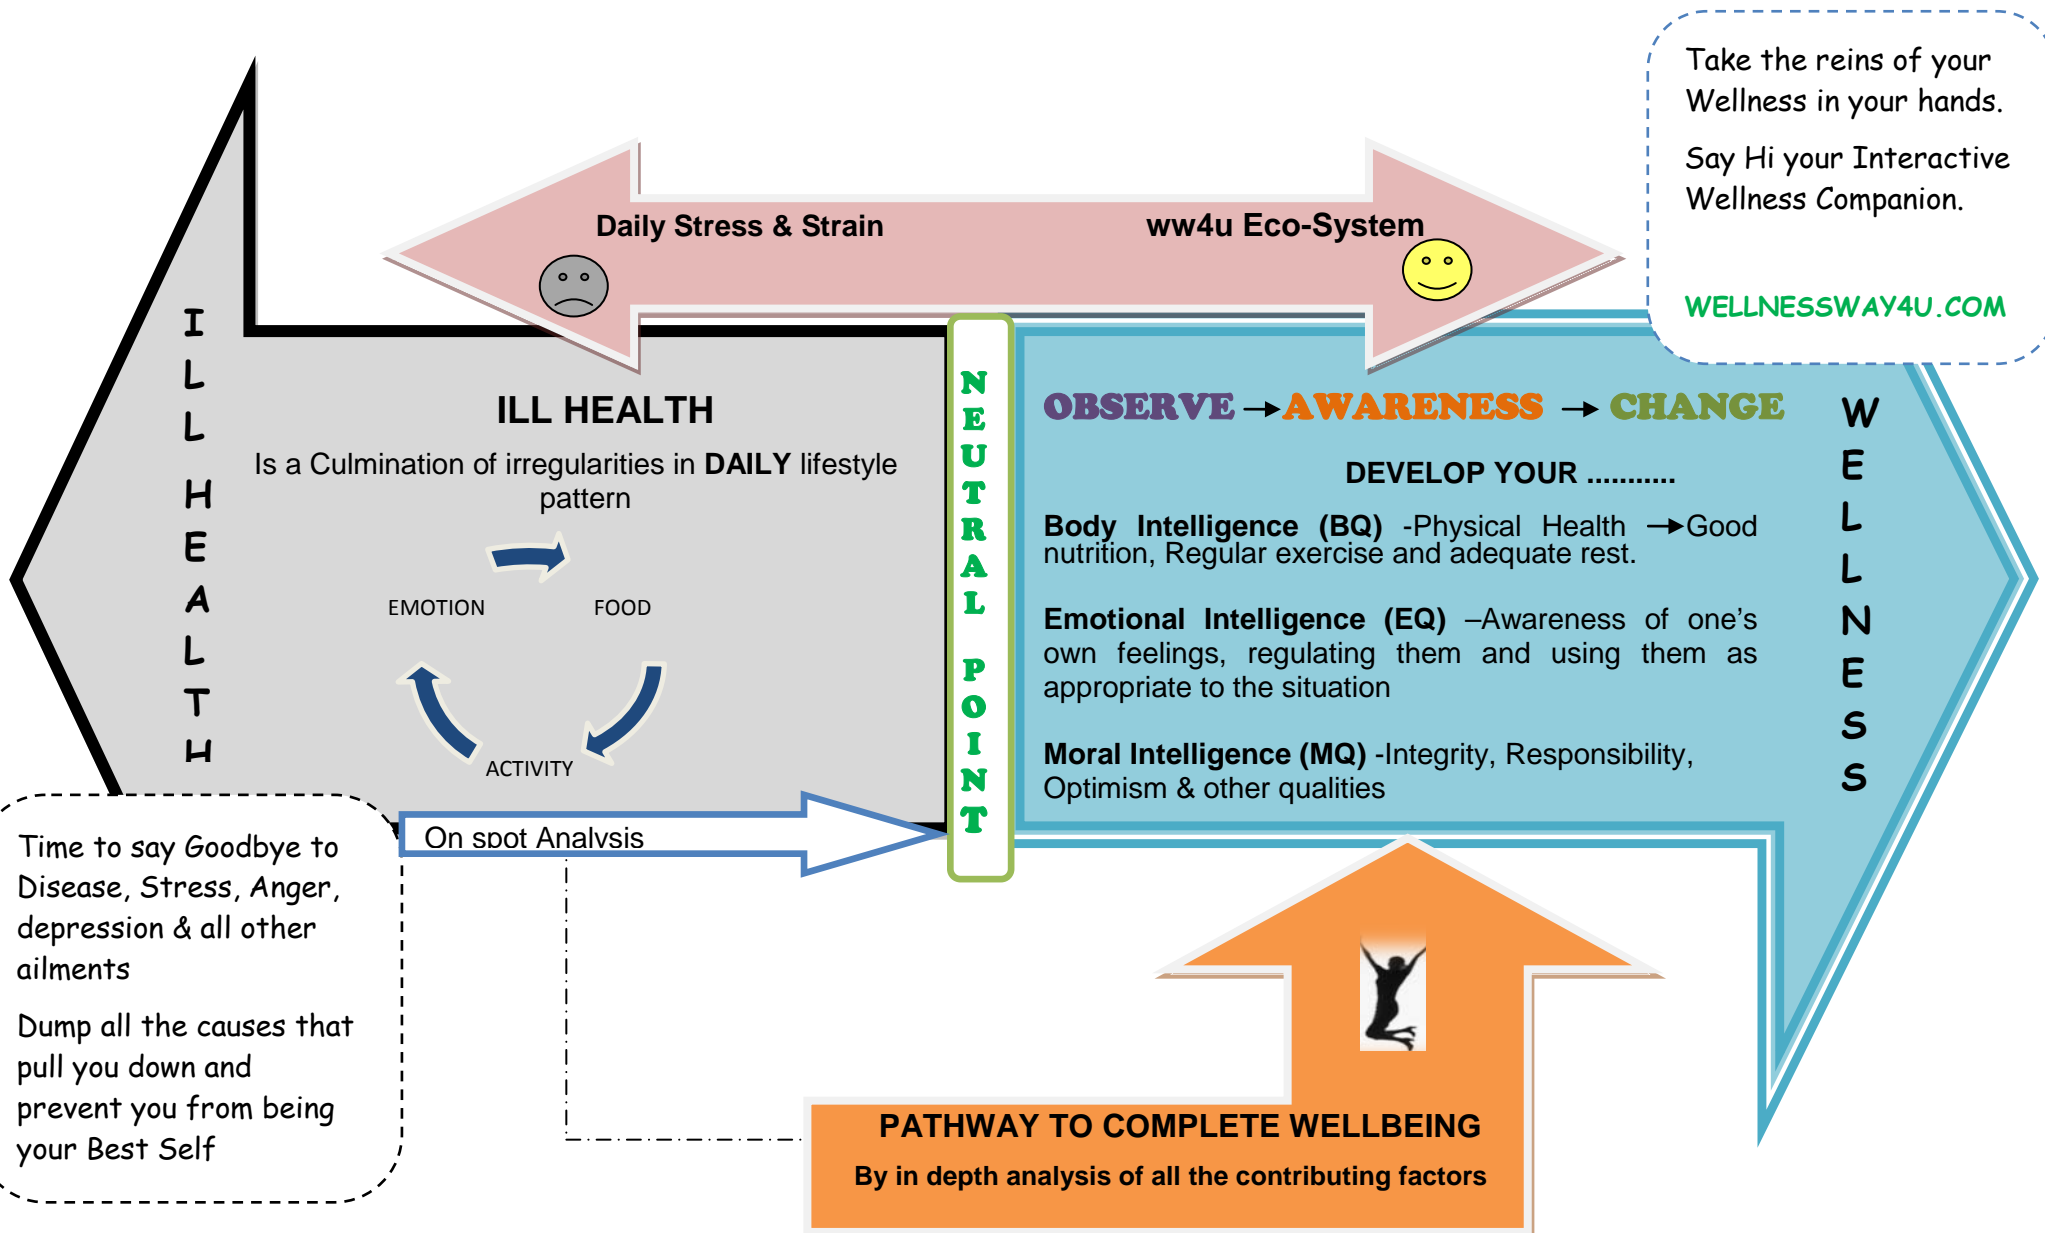 Take the reins of your
Wellness in your hands.
Say Hi your Interactive
Wellness Companion.
WELLNESSWAY4U.COM
Daily Stress & Strain
ww4u Eco-System
ILL HEALTH
ILL HEALTH
Is a Culmination of irregularities in DAILY lifestyle
pattern
EMOTION
FOOD
ACTIVITY
NEUTRAL POINT
OBSERVE → AWARENESS → CHANGE
DEVELOP YOUR ...........
Body Intelligence (BQ) -Physical Health →Good
nutrition, Regular exercise and adequate rest.
Emotional Intelligence (EQ) –Awareness of one's
own feelings, regulating them and using them as
appropriate to the situation
Moral Intelligence (MQ) -Integrity, Responsibility,
Optimism & other qualities
WELLNESS
On spot Analysis
Time to say Goodbye to
Disease, Stress, Anger,
depression & all other
ailments
Dump all the causes that
pull you down and
prevent you from being
your Best Self
PATHWAY TO COMPLETE WELLBEING
By in depth analysis of all the contributing factors